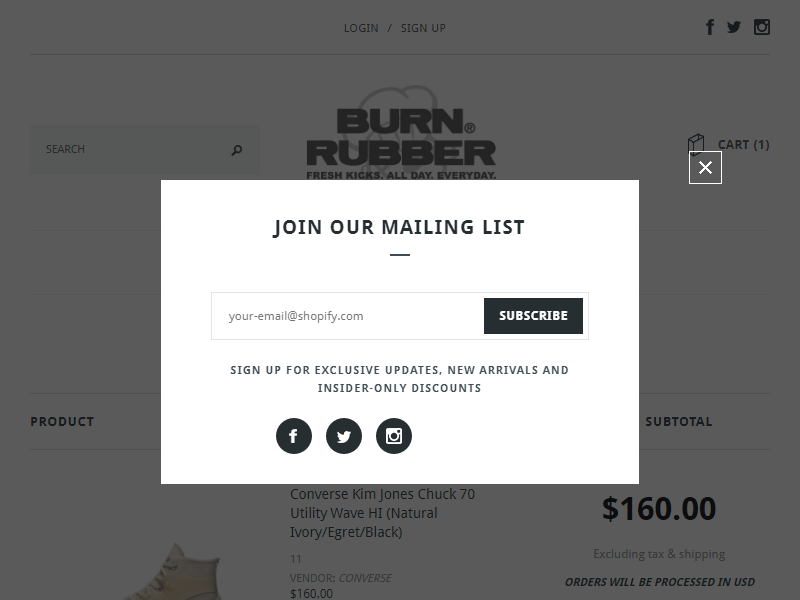 LOGIN / SIGN UP
SEARCH
BURN
RUBBER®
FRESH KICKS. ALL DAY. EVERYDAY.
CART (1)
JOIN OUR MAILING LIST
your-email@shopify.com
SUBSCRIBE
SIGN UP FOR EXCLUSIVE UPDATES, NEW ARRIVALS AND
INSIDER-ONLY DISCOUNTS
PRODUCT
SUBTOTAL
Converse Kim Jones Chuck 70
Utility Wave HI (Natural
Ivory/Egret/Black)
11
VENDOR: CONVERSE
$160.00
$160.00
Excluding tax & shipping
ORDERS WILL BE PROCESSED IN USD